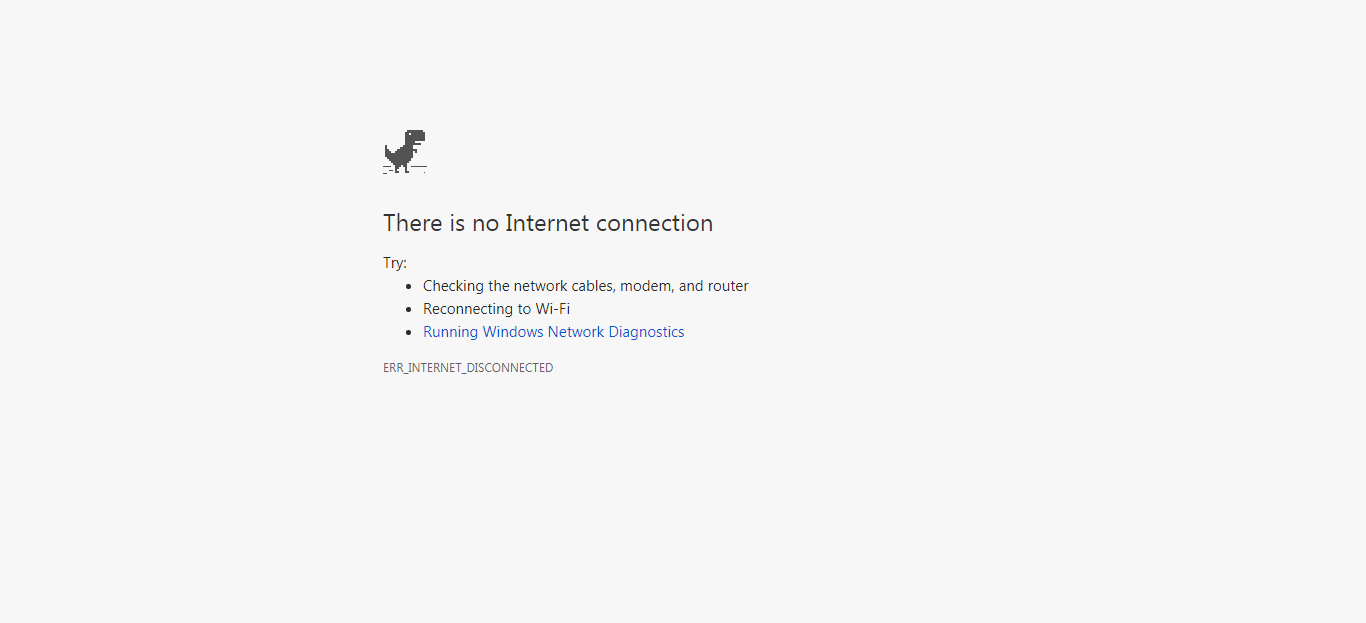 There is no Internet connection
Try:
Checking the network cables, modem, and router
Reconnecting to Wi-Fi
Running Windows Network Diagnostics
ERR_INTERNET_DISCONNECTED